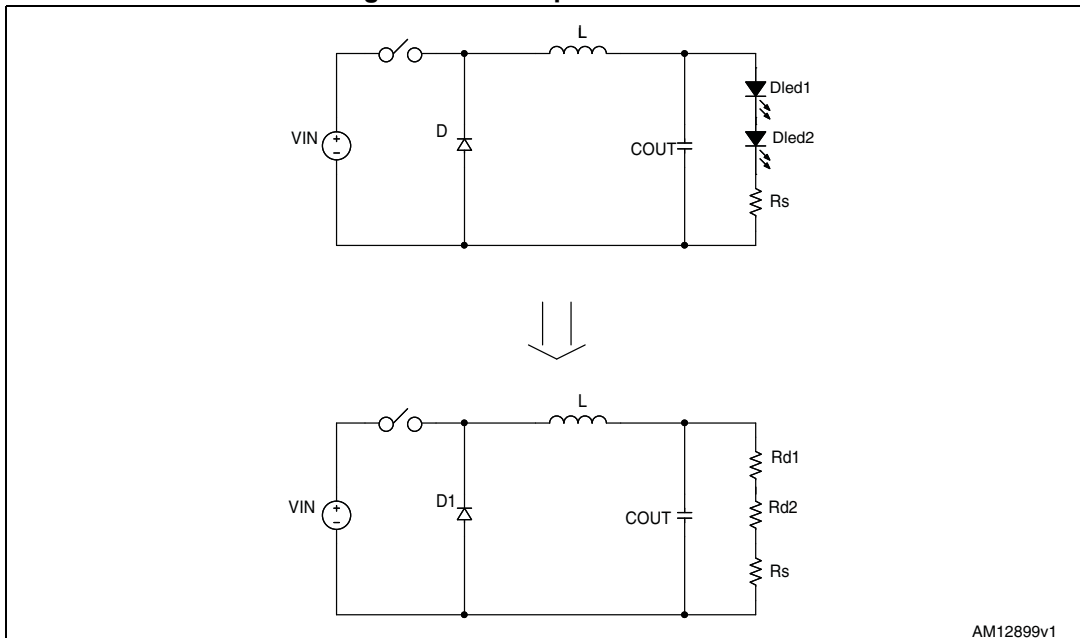 L
Dled1
D
VIN
+
-
COUT
Dled2
Rs
L
Rd1
D1
VIN
+
-
COUT
Rd2
Rs
AM12899v1